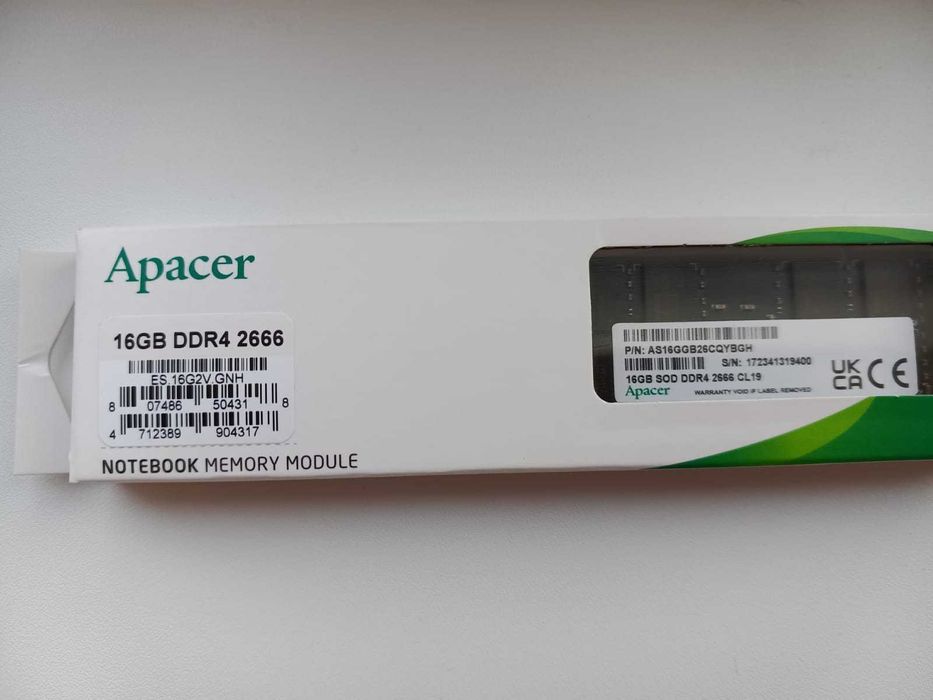 Apacer
16GB DDR4 2666
ES.16G2V.GNH
8 07486 50431 8
4 712389 904317
NOTEBOOK MEMORY MODULE
P/N: AS16GGB26CQYBGH
S/N: 172341319400
16GB SOD DDR4 2666 CL19
Apacer WARRANTY VOID IF LABEL REMOVED
UK
CA CE